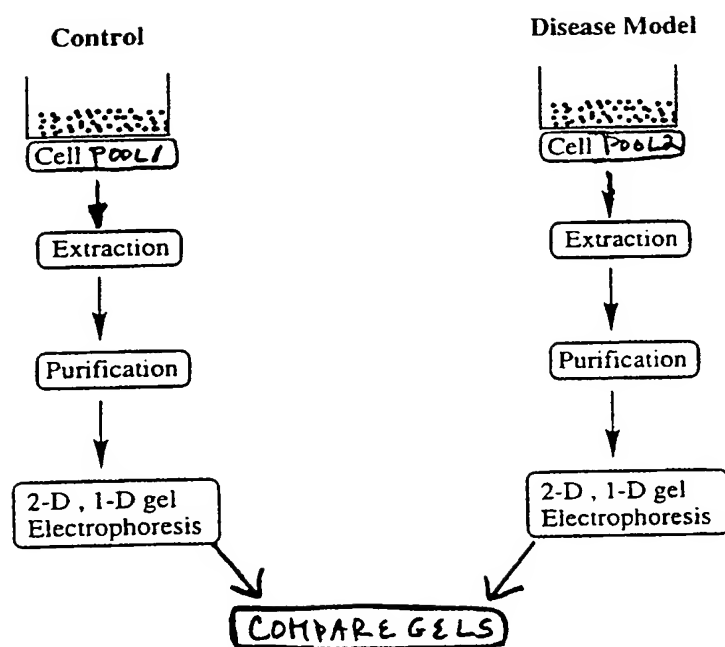 Control
Cell POOL1
Extraction
Purification
2-D , 1-D gel
Electrophoresis
Disease Model
Cell POOL2
Extraction
Purification
2-D , 1-D gel
Electrophoresis
COMPARE GELS